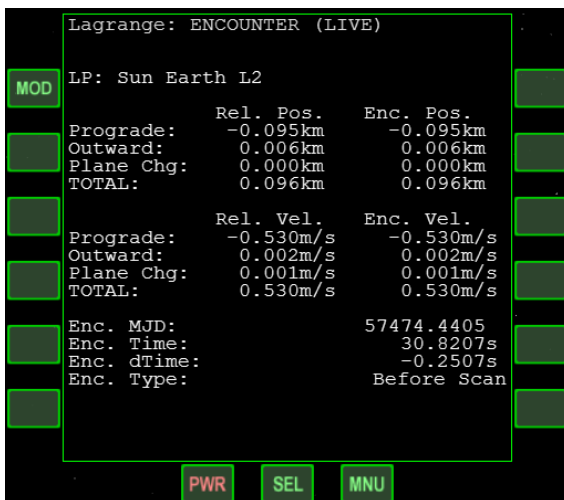 Lagrange: ENCOUNTER (LIVE)
MOD
LP: Sun Earth L2
Rel. Pos. Enc. Pos.
Prograde: -0.095km -0.095km
Outward: 0.006km 0.006km
Plane Chg: 0.000km 0.000km
TOTAL: 0.096km 0.096km
Rel. Vel. Enc. Vel.
Prograde: -0.530m/s -0.530m/s
Outward: 0.002m/s 0.002m/s
Plane Chg: 0.001m/s 0.001m/s
TOTAL: 0.530m/s 0.530m/s
Enc. MJD: 57474.4405
Enc. Time: 30.8207s
Enc. dTime: -0.2507s
Enc. Type: Before Scan
PWR SEL MNU